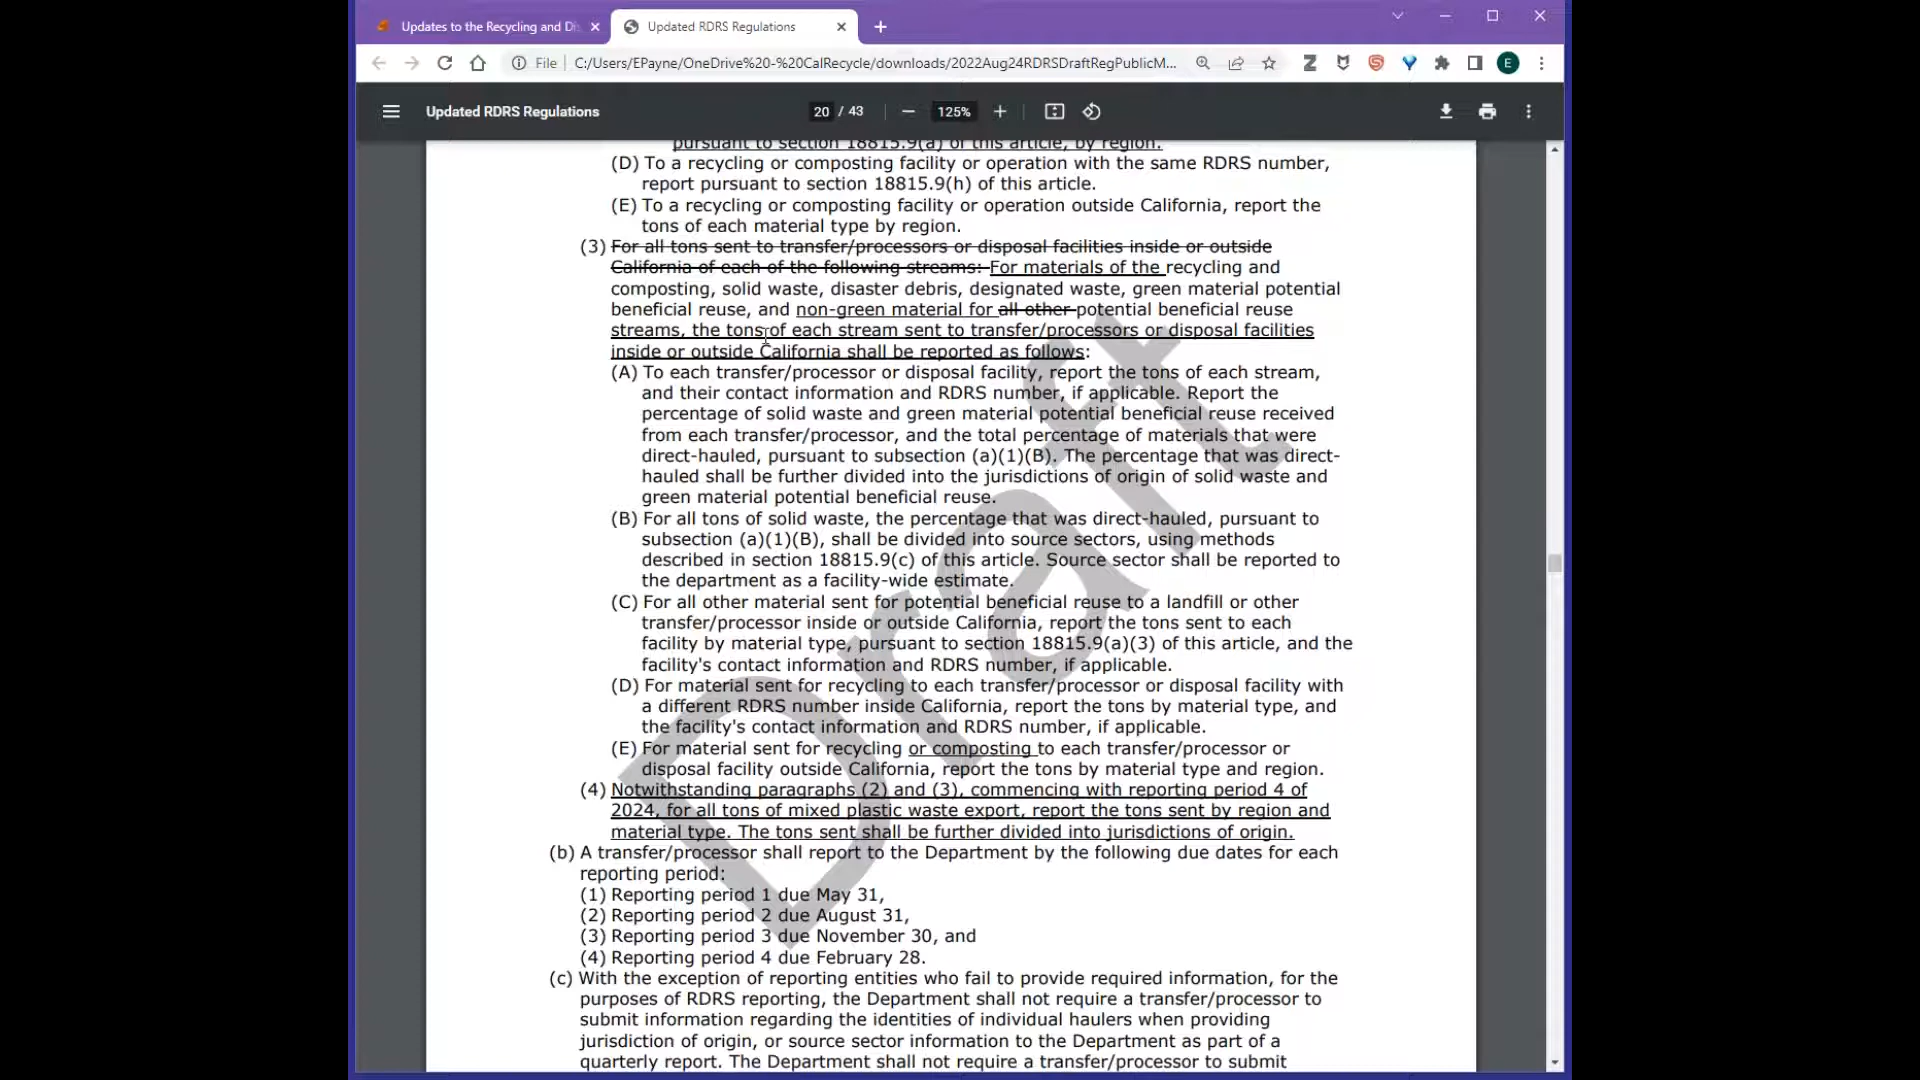 Updates to the Recycling and Di
Updated RDRS Regulations
File
C:/Users/EPayne/OneDrive%20-%20CalRecycle/downloads/2022Aug24RDRSDraftRegPublicM...
E
Updated RDRS Regulations
20 / 43
125%
pursuant to section 18815.9(a) of this article, by region.
(D) To a recycling or composting facility or operation with the same RDRS number,
report pursuant to section 18815.9(h) of this article.
(E) To a recycling or composting facility or operation outside California, report the
tons of each material type by region.
(3) For all tons sent to transfer/processors or disposal facilities inside or outside
California of each of the following streams: For materials of the recycling and
composting, solid waste, disaster debris, designated waste, green material potential
beneficial reuse, and non-green material for all other potential beneficial reuse
streams, the tons of each stream sent to transfer/processors or disposal facilities
inside or outside California shall be reported as follows:
(A) To each transfer/processor or disposal facility, report the tons of each stream,
and their contact information and RDRS number, if applicable. Report the
percentage of solid waste and green material potential beneficial reuse received
from each transfer/processor, and the total percentage of materials that were
direct-hauled, pursuant to subsection (a)(1)(B). The percentage that was direct-
hauled shall be further divided into the jurisdictions of origin of solid waste and
green material potential beneficial reuse.
(B) For all tons of solid waste, the percentage that was direct-hauled, pursuant to
subsection (a)(1)(B), shall be divided into source sectors, using methods
described in section 18815.9(c) of this article. Source sector shall be reported to
the department as a facility-wide estimate.
(C) For all other material sent for potential beneficial reuse to a landfill or other
transfer/processor inside or outside California, report the tons sent to each
facility by material type, pursuant to section 18815.9(a)(3) of this article, and the
facility's contact information and RDRS number, if applicable.
(D) For material sent for recycling to each transfer/processor or disposal facility with
a different RDRS number inside California, report the tons by material type, and
the facility's contact information and RDRS number, if applicable.
(E) For material sent for recycling or composting to each transfer/processor or
disposal facility outside California, report the tons by material type and region.
(4) Notwithstanding paragraphs (2) and (3), commencing with reporting period 4 of
2024, for all tons of mixed plastic waste export, report the tons sent by region and
material type. The tons sent shall be further divided into jurisdictions of origin.
(b) A transfer/processor shall report to the Department by the following due dates for each
reporting period:
(1) Reporting period 1 due May 31,
(2) Reporting period 2 due August 31,
(3) Reporting period 3 due November 30, and
(4) Reporting period 4 due February 28.
(c) With the exception of reporting entities who fail to provide required information, for the
purposes of RDRS reporting, the Department shall not require a transfer/processor to
submit information regarding the identities of individual haulers when providing
jurisdiction of origin, or source sector information to the Department as part of a
quarterly report. The Department shall not require a transfer/processor to submit
Draft